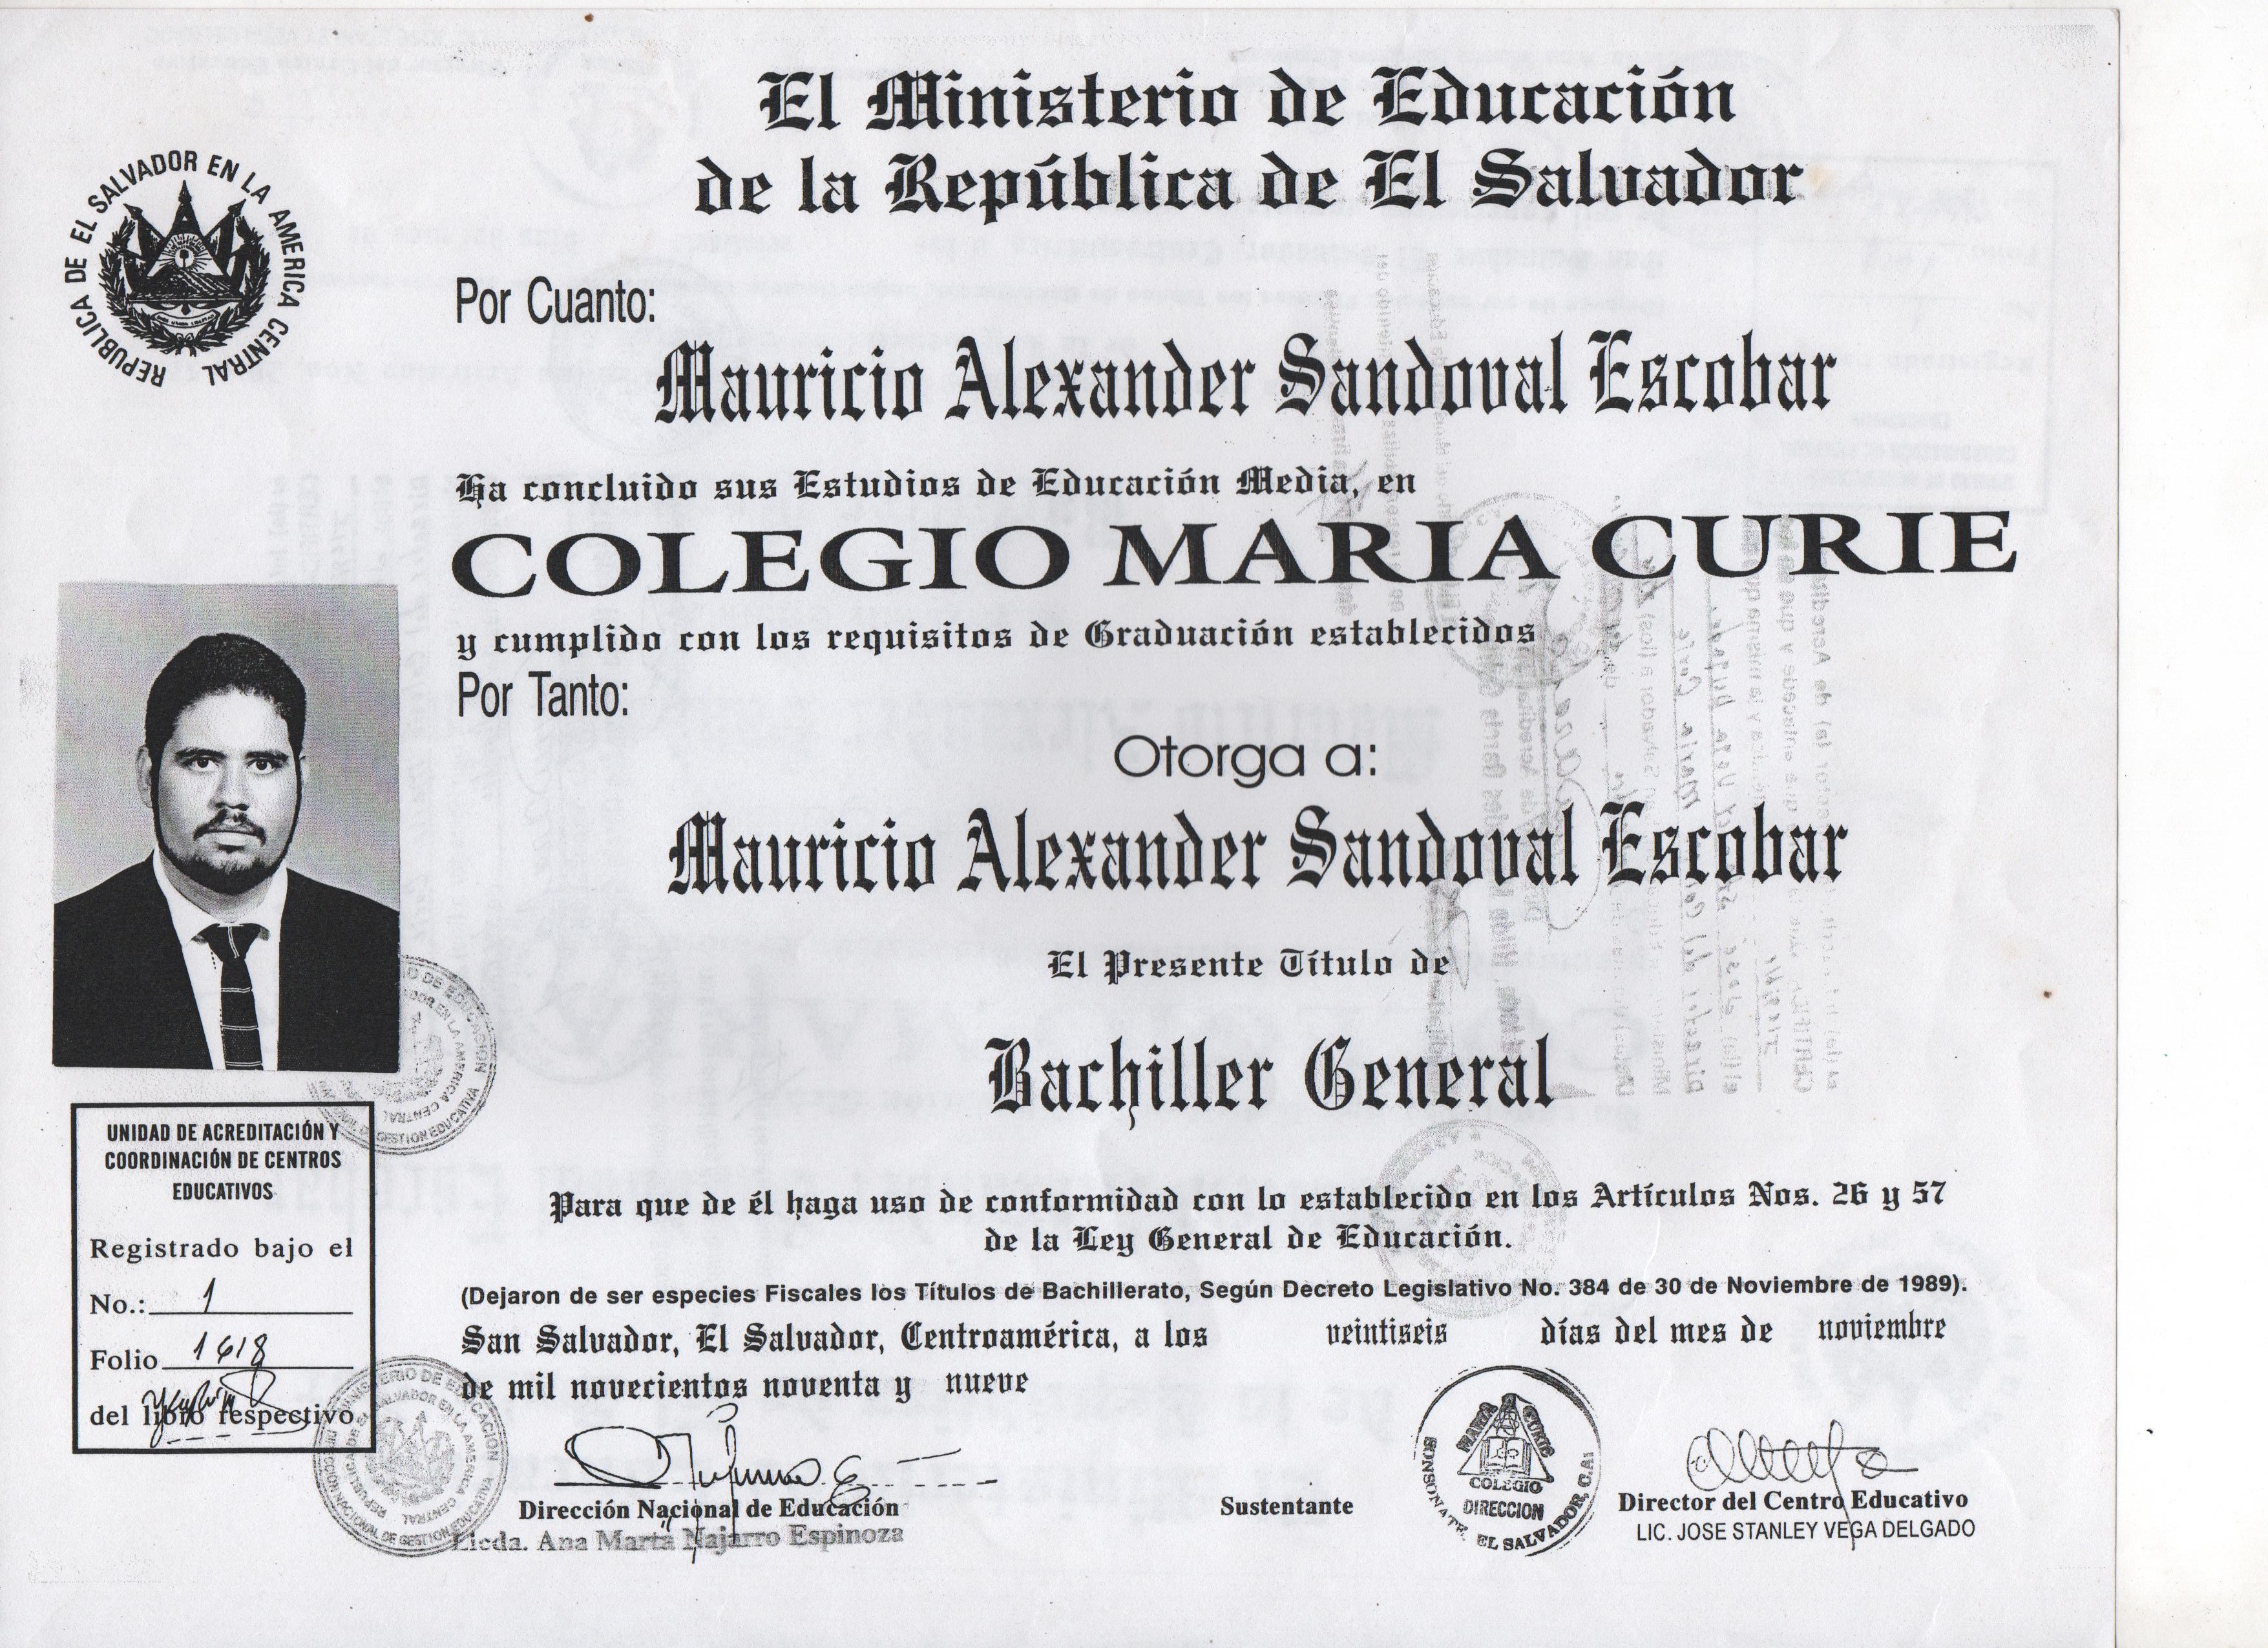 El Ministerio de Educación
de la República de El Salvador
REPUBLICA DE EL SALVADOR EN LA AMERICA CENTRAL
Por Cuanto:
Mauricio Alexander Sandoval Escobar
Ha concluido sus Estudios de Educación Media, en
COLEGIO MARIA CURIE
y cumplido con los requisitos de Graduación establecidos
Por Tanto:
Otorga a:
Mauricio Alexander Sandoval Escobar
El Presente Título de
Bachiller General
UNIDAD DE ACREDITACIÓN Y
COORDINACIÓN DE CENTROS
EDUCATIVOS
Registrado bajo el
No.: 1
Folio 1618
del libro respectivo
Para que de él haga uso de conformidad con lo establecido en los Artículos Nos. 26 y 57
de la Ley General de Educación.
(Dejaron de ser especies Fiscales los Títulos de Bachillerato, Según Decreto Legislativo No. 384 de 30 de Noviembre de 1989).
San Salvador, El Salvador, Centroamérica, a los veintiseis días del mes de noviembre
de mil novecientos noventa y nueve
Dirección Nacional de Educación
Licda. Ana Marta Najarro Espinoza
Sustentante
MARIA CURIE
COLEGIO
DIRECCION
SONSONATE, EL SALVADOR, C.A.
Director del Centro Educativo
LIC. JOSE STANLEY VEGA DELGADO